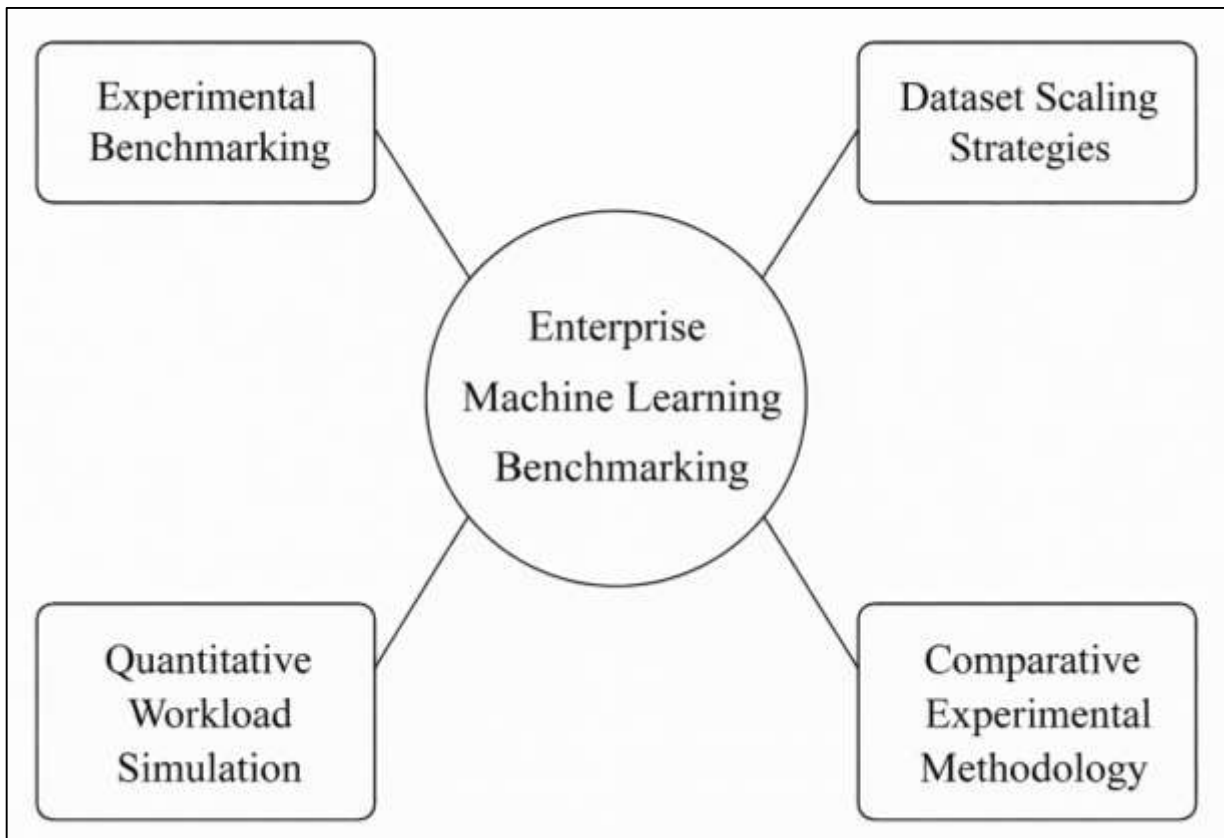 Experimental
Benchmarking
Dataset Scaling
Strategies
Enterprise
Machine Learning
Benchmarking
Quantitative
Workload
Simulation
Comparative
Experimental
Methodology